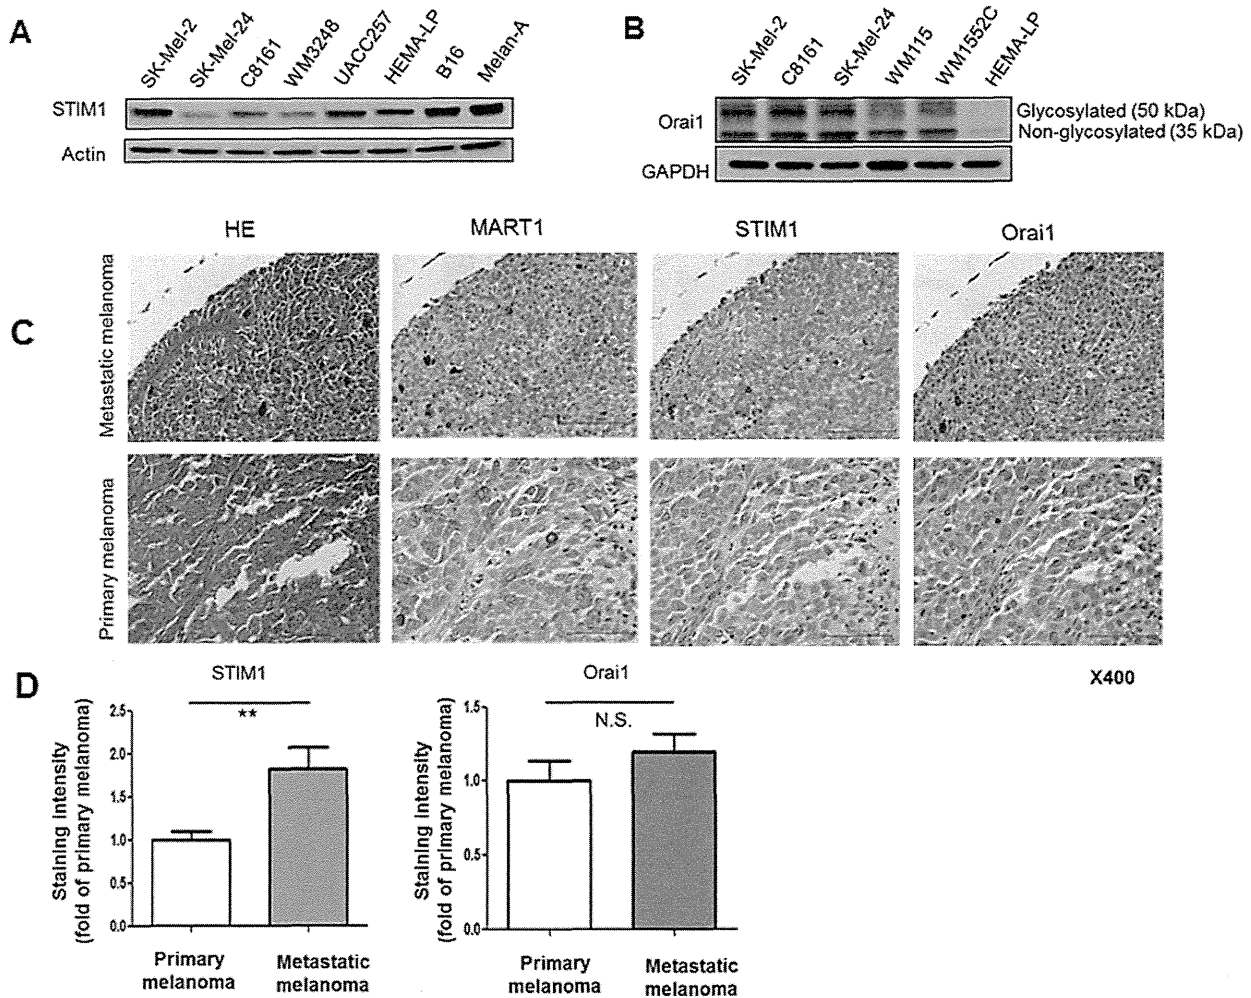 A
SK-Mel-2 SK-Mel-24 C8161 WM3248 UACC257 HEMA-LP B16 Melan-A
STIM1
Actin
B
SK-Mel-2 C8161 SK-Mel-24 WM115 WM1552C HEMA-LP
Orai1
Glycosylated (50 kDa)
Non-glycosylated (35 kDa)
GAPDH
C
HE MART1 STIM1 Orai1
Metastatic melanoma
Primary melanoma
X400
D
STIM1
Staining intensity
(fold of primary melanoma)
2.5
2.0
1.5
1.0
0.5
0.0
**
Primary
melanoma
Metastatic
melanoma
Orai1
Staining intensity
(fold of primary melanoma)
1.5
1.0
0.5
0.0
N.S.
Primary
melanoma
Metastatic
melanoma